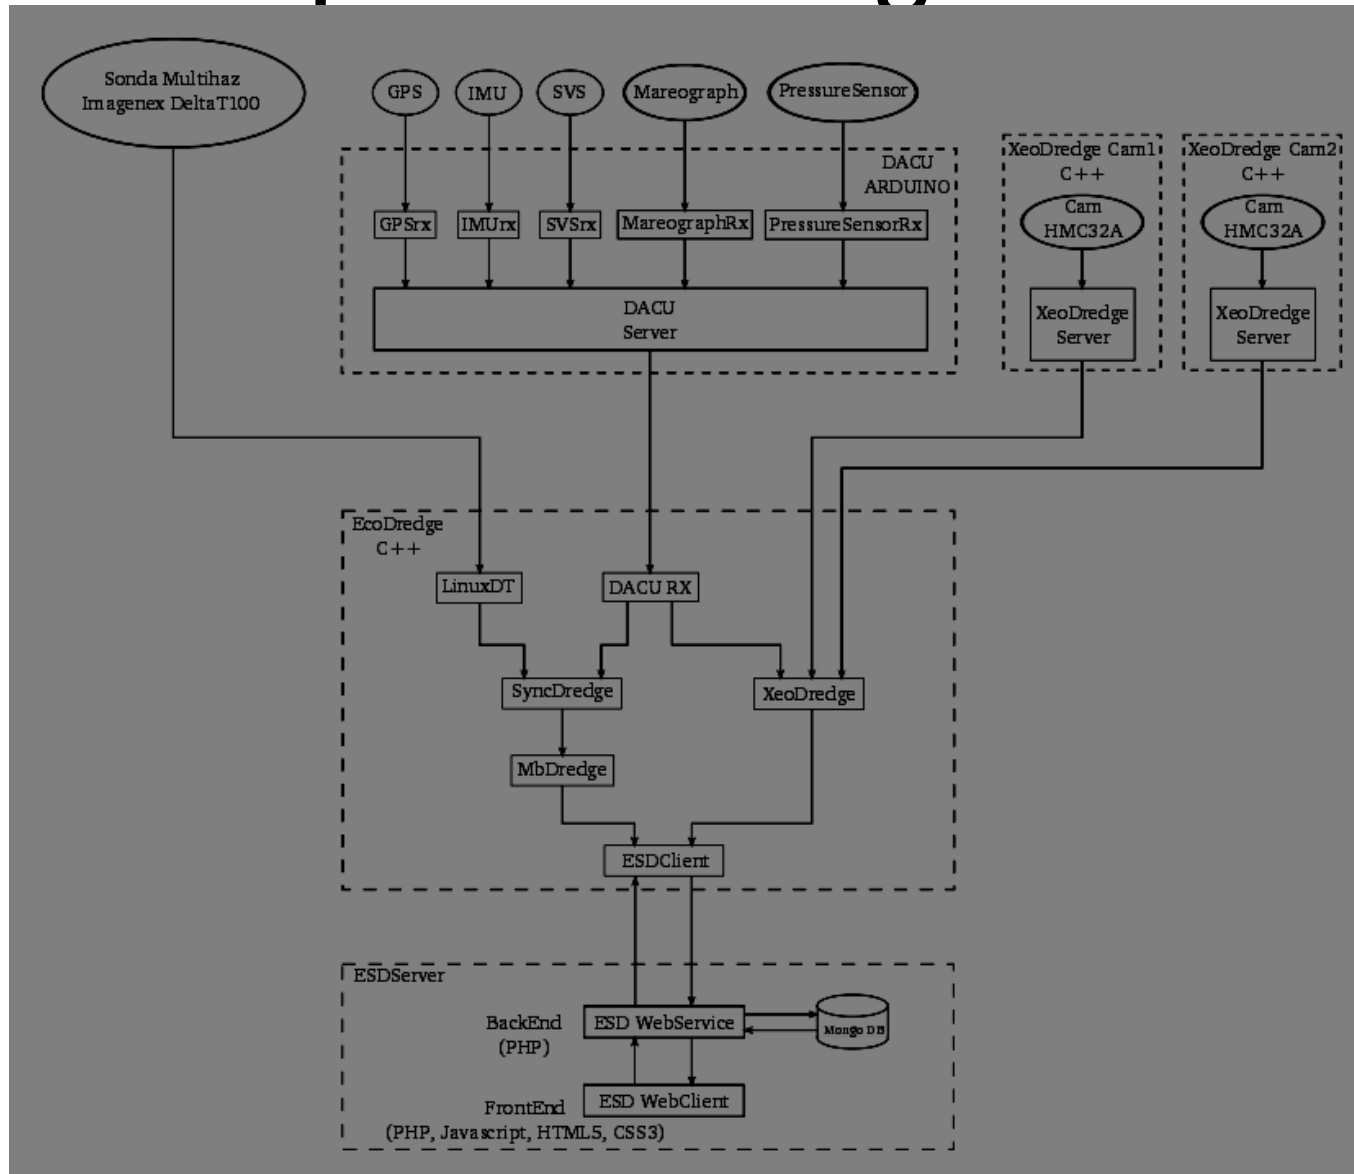 Sonda Multihaz
Imagenex DeltaT100
GPS
IMU
SVS
Mareograph
PressureSensor
DACU
ARDUINO
XeoDredge Cam1
C++
Cam
HMC32A
XeoDredge
Server
XeoDredge Cam2
C++
Cam
HMC32A
XeoDredge
Server
GPSrx
IMUrx
SVSrx
MareographRx
PressureSensorRx
DACU
Server
EcoDredge
C++
LinuxDT
DACU RX
SyncDredge
XeoDredge
MbDredge
ESDClient
ESDServer
BackEnd
(PHP)
ESD WebService
Mongo DB
ESD WebClient
FrontEnd
(PHP, Javascript, HTML5, CSS3)